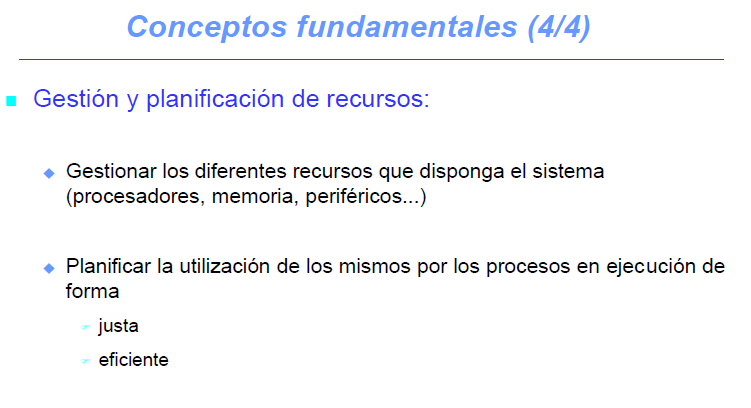 Conceptos fundamentales (4/4)
Gestión y planificación de recursos:
Gestionar los diferentes recursos que disponga el sistema
(procesadores, memoria, periféricos...)
Planificar la utilización de los mismos por los procesos en ejecución de
forma
justa
eficiente